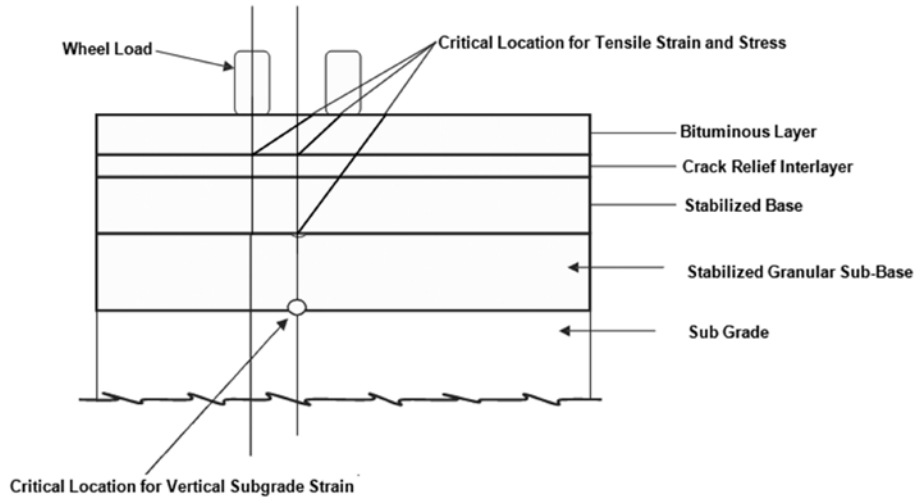 Wheel Load
Critical Location for Tensile Strain and Stress
Bituminous Layer
Crack Relief Interlayer
Stabilized Base
Stabilized Granular Sub-Base
Sub Grade
Critical Location for Vertical Subgrade Strain